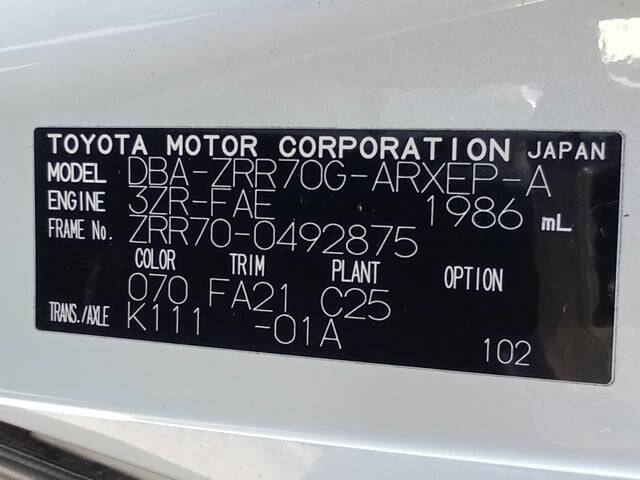 TOYOTA MOTOR CORPORATION JAPAN
MODEL DBA-ZRR70G-ARXEP-A
ENGINE 3ZR-FAE 1986 mL
FRAME No. ZRR70-0492875
COLOR TRIM PLANT OPTION
070 FA21 C25
TRANS./AXLE K111 -01A
102